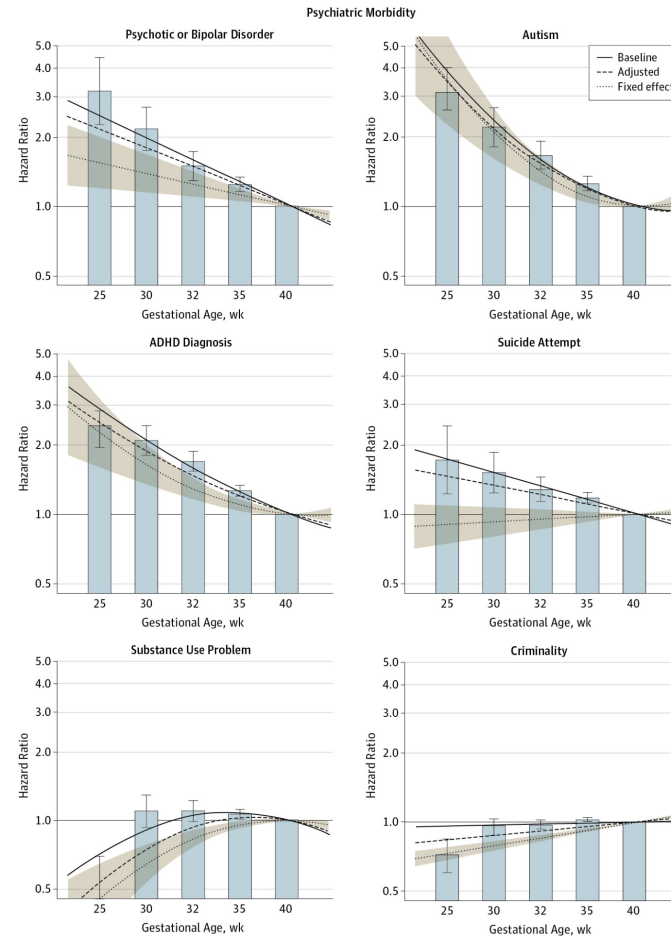 Psychiatric Morbidity
Psychotic or Bipolar Disorder
5.0
4.0
3.0
2.0
1.0
0.5
Hazard Ratio
25 30 32 35 40
Gestational Age, wk
Autism
5.0
4.0
3.0
2.0
1.0
0.5
Hazard Ratio
Baseline
Adjusted
Fixed effect
25 30 32 35 40
Gestational Age, wk
ADHD Diagnosis
5.0
4.0
3.0
2.0
1.0
0.5
Hazard Ratio
25 30 32 35 40
Gestational Age, wk
Suicide Attempt
5.0
4.0
3.0
2.0
1.0
0.5
Hazard Ratio
25 30 32 35 40
Gestational Age, wk
Substance Use Problem
5.0
4.0
3.0
2.0
1.0
0.5
Hazard Ratio
25 30 32 35 40
Gestational Age, wk
Criminality
5.0
4.0
3.0
2.0
1.0
0.5
Hazard Ratio
25 30 32 35 40
Gestational Age, wk